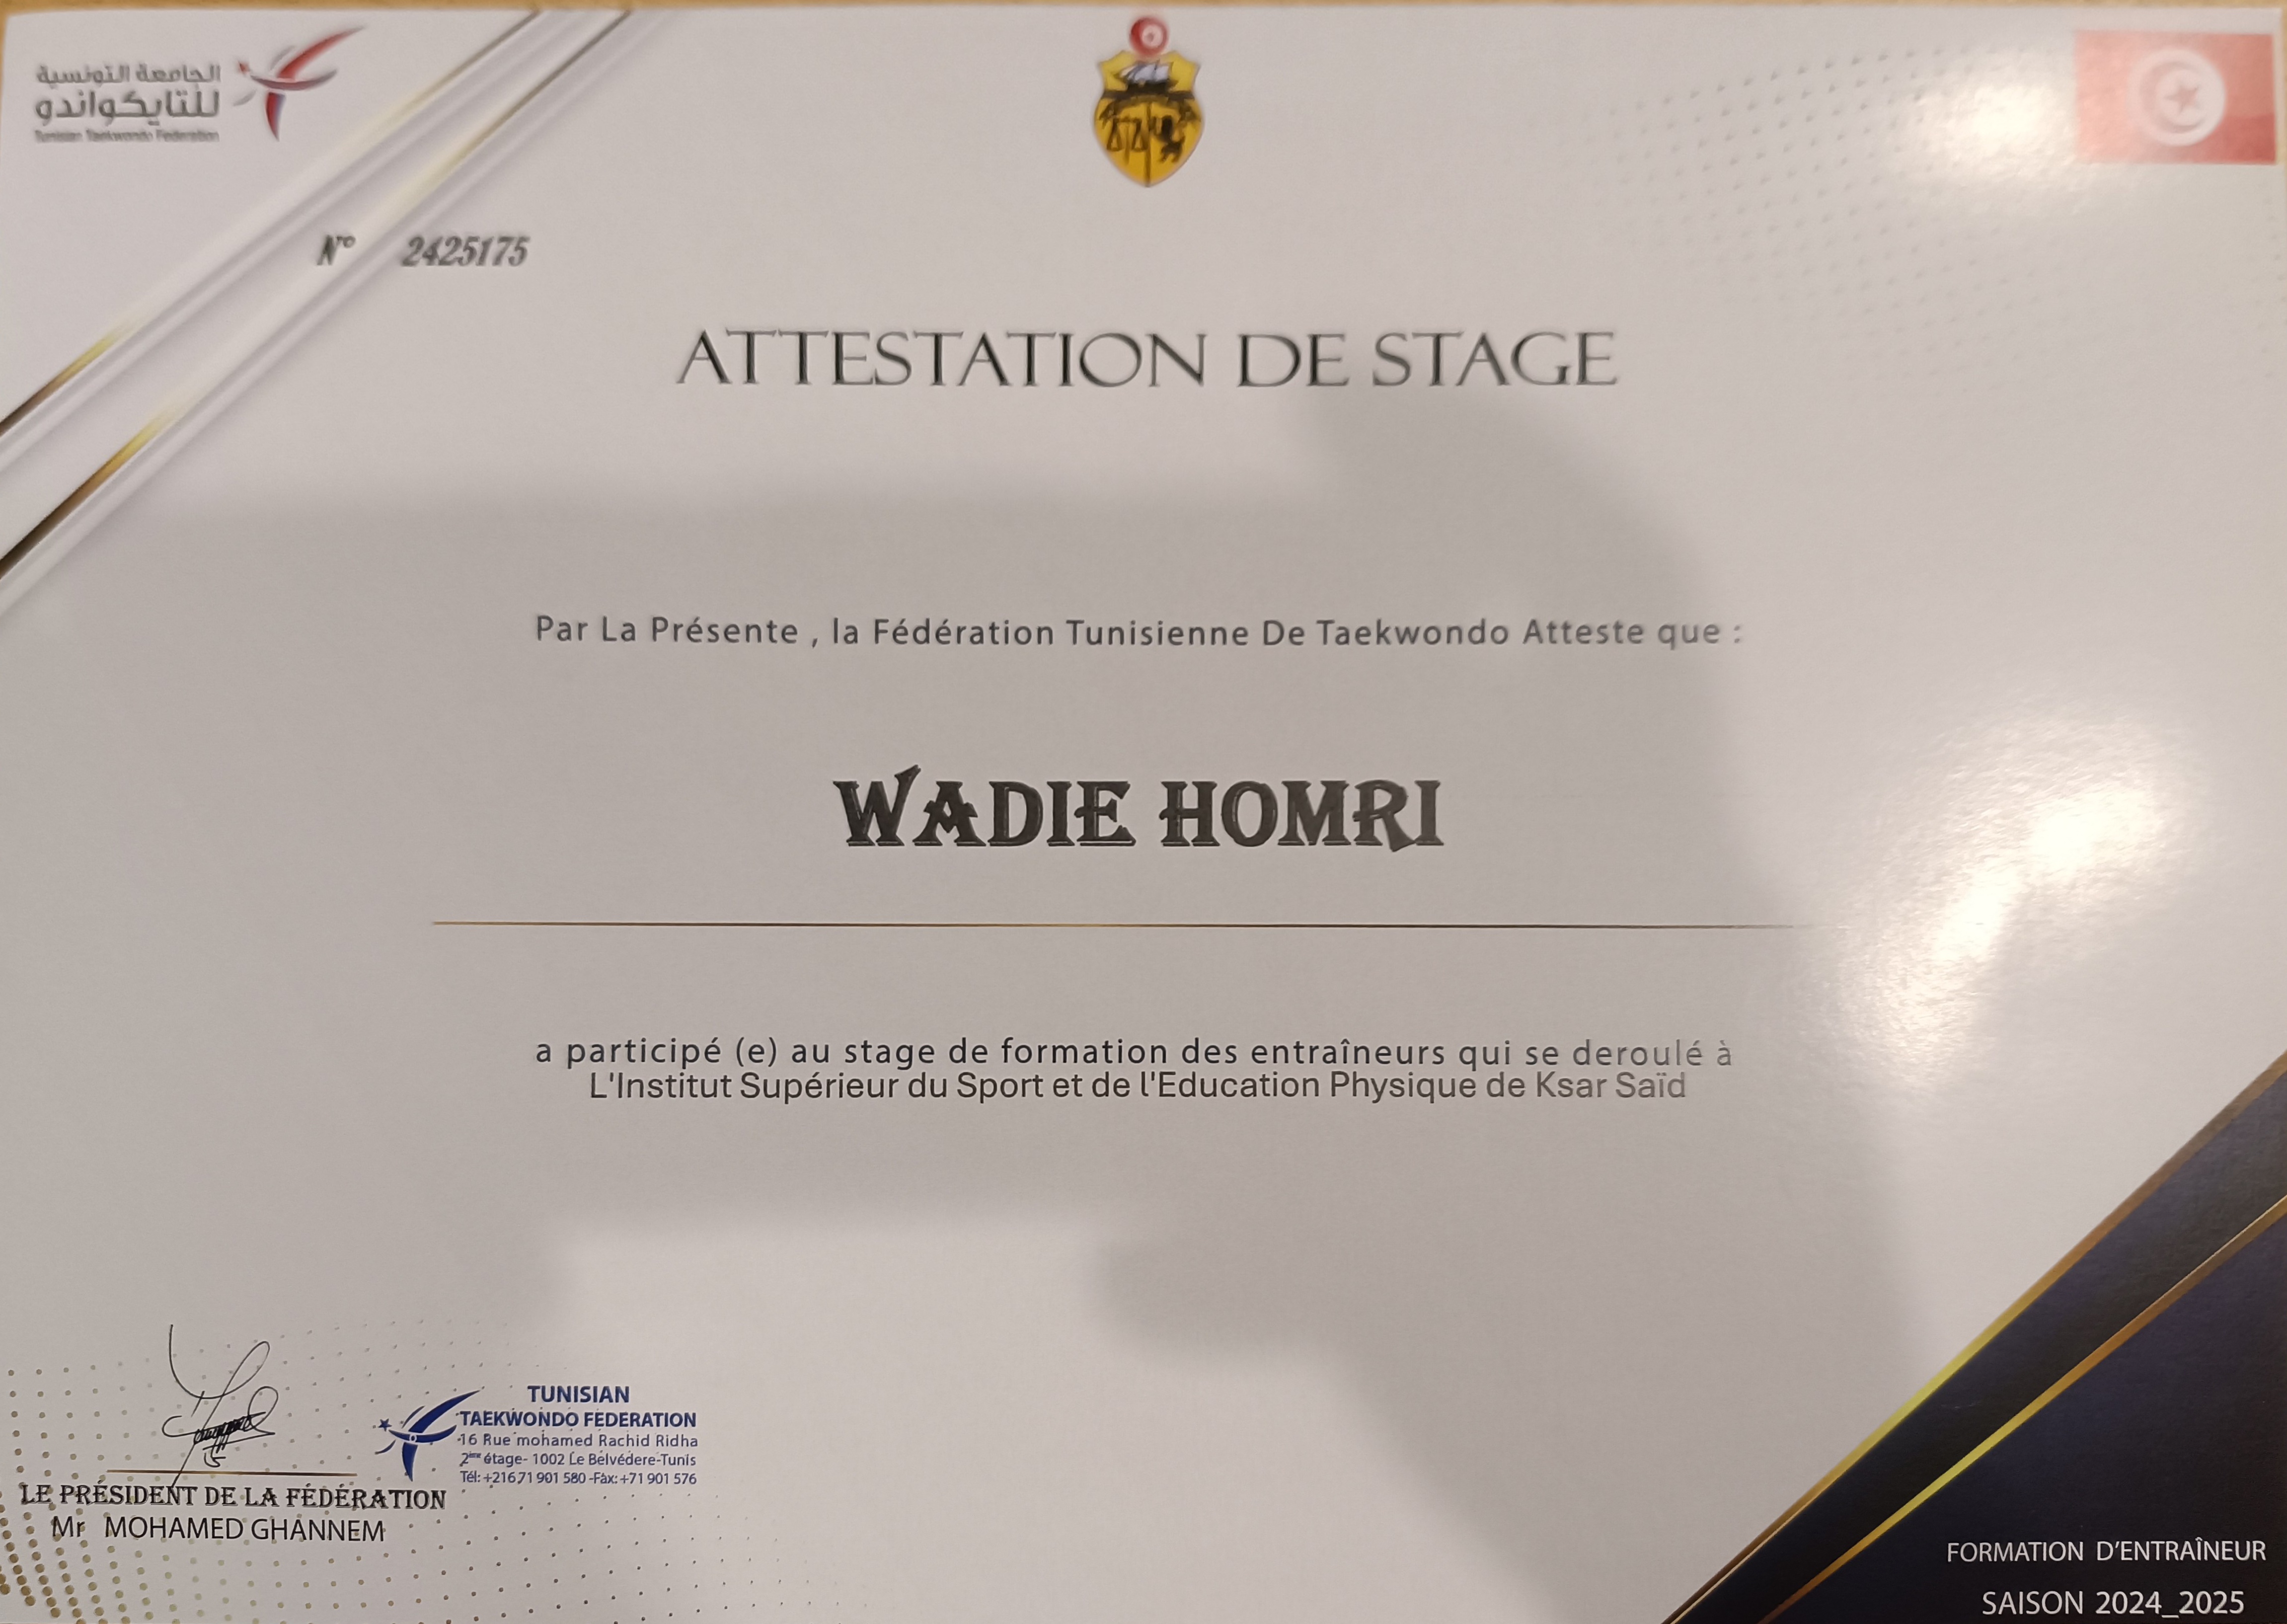 الجامعة التونسية
للتايكواندو
Tunisian Taekwondo Federation
N° 2425175
ATTESTATION DE STAGE
Par La Présente , la Fédération Tunisienne De Taekwondo Atteste que :
WADIE HOMRI
a participé (e) au stage de formation des entraîneurs qui se deroulé à
L'Institut Supérieur du Sport et de l'Education Physique de Ksar Saïd
TUNISIAN
TAEKWONDO FEDERATION
16 Rue mohamed Rachid Ridha
2ème étage- 1002 Le Belvédere-Tunis
Tél: +216 71 901 580 -Fax: +71 901 576
LE PRÉSIDENT DE LA FÉDÉRATION
Mr MOHAMED GHANNEM
FORMATION D'ENTRAÎNEUR
SAISON 2024_2025